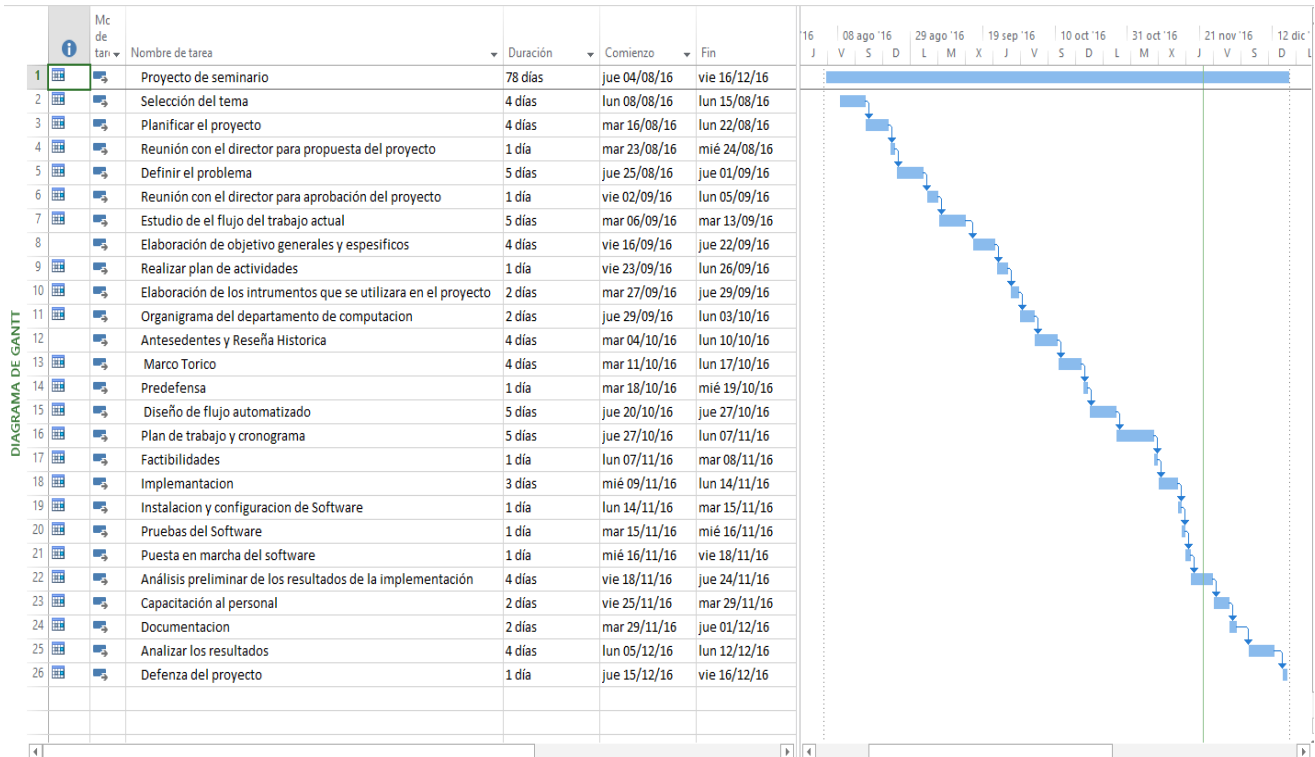 DIAGRAMA DE GANTT
Mc de tar Nombre de tarea Duración Comienzo Fin
'16 08 ago '16 29 ago '16 19 sep '16 10 oct '16 31 oct '16 21 nov '16 12 dic '
J V S D L M X J V S D L M X J V S D
1 Proyecto de seminario 78 días jue 04/08/16 vie 16/12/16
2 Selección del tema 4 días lun 08/08/16 lun 15/08/16
3 Planificar el proyecto 4 días mar 16/08/16 lun 22/08/16
4 Reunión con el director para propuesta del proyecto 1 día mar 23/08/16 mié 24/08/16
5 Definir el problema 5 días jue 25/08/16 jue 01/09/16
6 Reunión con el director para aprobación del proyecto 1 día vie 02/09/16 lun 05/09/16
7 Estudio de el flujo del trabajo actual 5 días mar 06/09/16 mar 13/09/16
8 Elaboración de objetivo generales y espesificos 4 días vie 16/09/16 jue 22/09/16
9 Realizar plan de actividades 1 día vie 23/09/16 lun 26/09/16
10 Elaboración de los intrumentos que se utilizara en el proyecto 2 días mar 27/09/16 jue 29/09/16
11 Organigrama del departamento de computacion 2 días jue 29/09/16 lun 03/10/16
12 Antesedentes y Reseña Historica 4 días mar 04/10/16 lun 10/10/16
13 Marco Torico 4 días mar 11/10/16 lun 17/10/16
14 Predefensa 1 día mar 18/10/16 mié 19/10/16
15 Diseño de flujo automatizado 5 días jue 20/10/16 jue 27/10/16
16 Plan de trabajo y cronograma 5 días jue 27/10/16 lun 07/11/16
17 Factibilidades 1 día lun 07/11/16 mar 08/11/16
18 Implemantacion 3 días mié 09/11/16 lun 14/11/16
19 Instalacion y configuracion de Software 1 día lun 14/11/16 mar 15/11/16
20 Pruebas del Software 1 día mar 15/11/16 mié 16/11/16
21 Puesta en marcha del software 1 día mié 16/11/16 vie 18/11/16
22 Análisis preliminar de los resultados de la implementación 4 días vie 18/11/16 jue 24/11/16
23 Capacitación al personal 2 días vie 25/11/16 mar 29/11/16
24 Documentacion 2 días mar 29/11/16 jue 01/12/16
25 Analizar los resultados 4 días lun 05/12/16 lun 12/12/16
26 Defenza del proyecto 1 día jue 15/12/16 vie 16/12/16